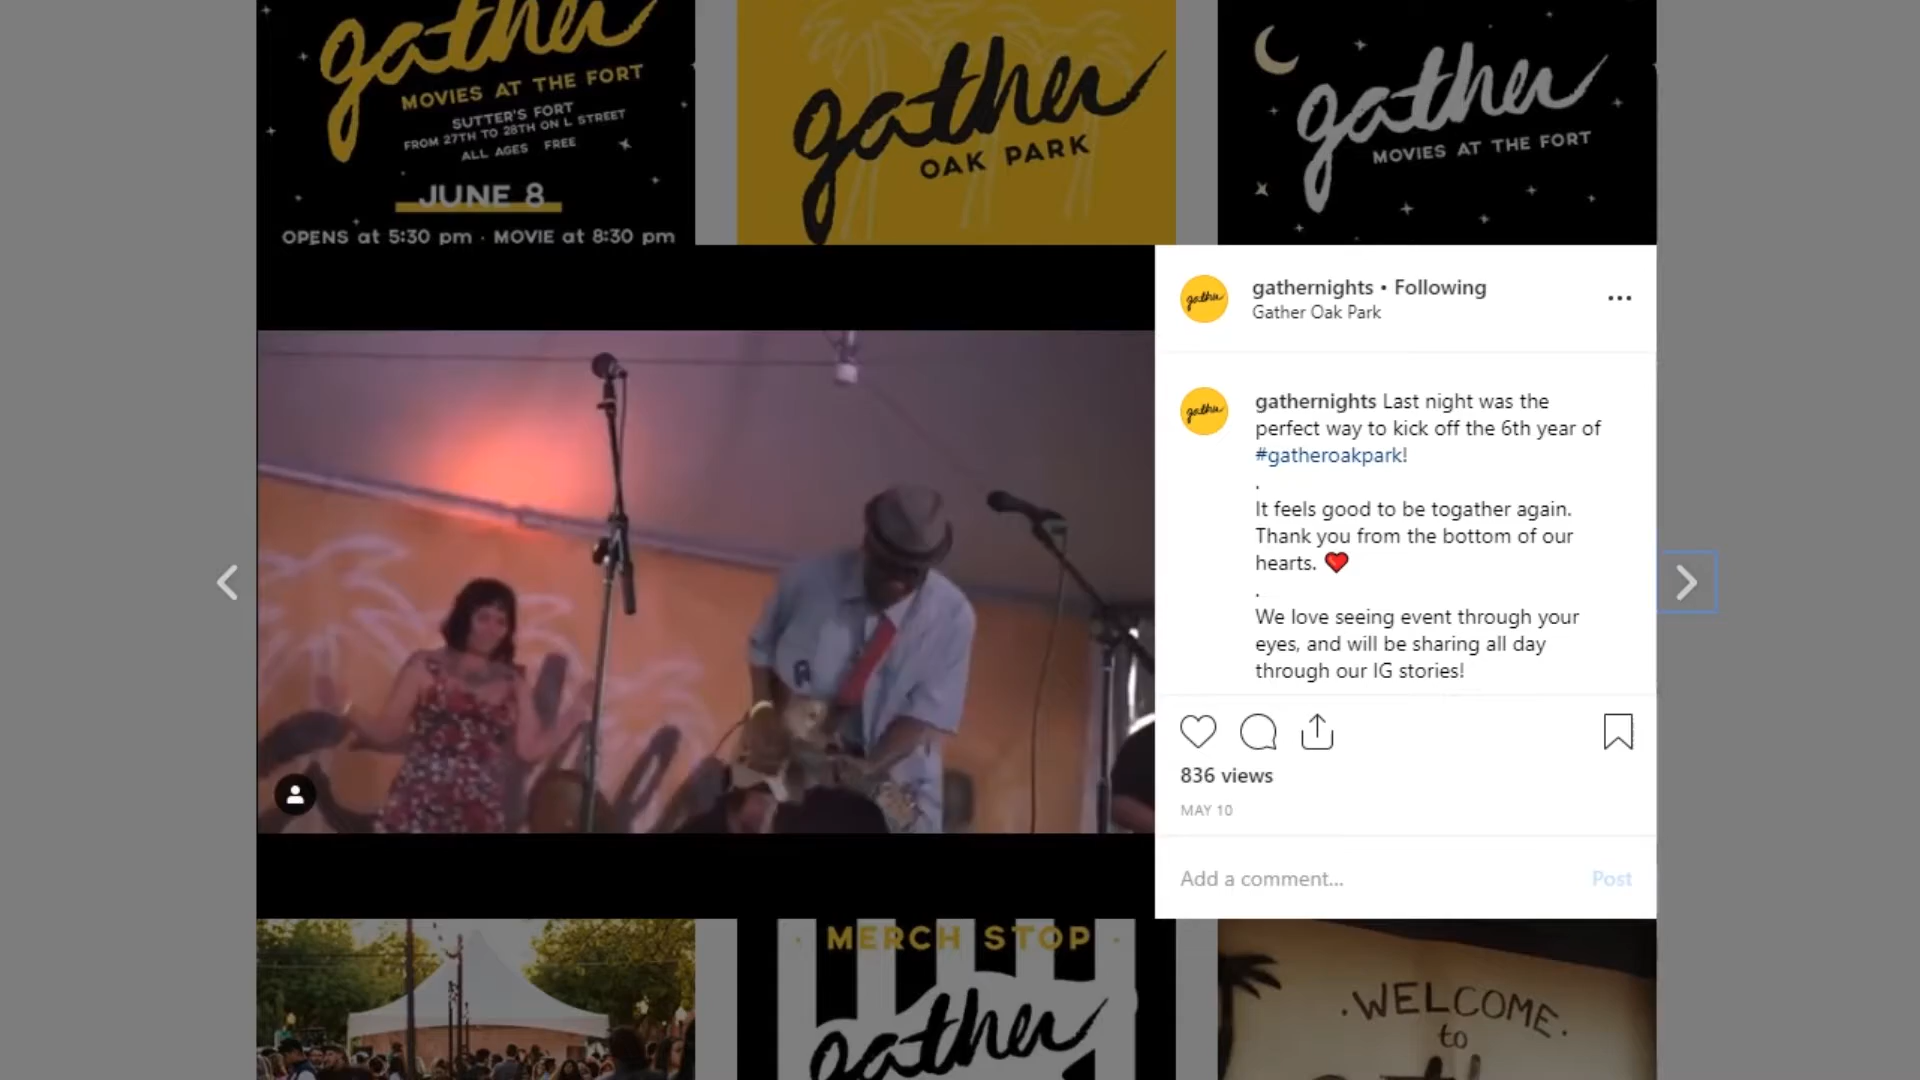 gather
MOVIES AT THE FORT
SUTTER'S FORT
FROM 27TH TO 28TH ON L STREET
ALL AGES FREE
JUNE 8
OPENS at 5:30 pm · MOVIE at 8:30 pm
gather
OAK PARK
gather
MOVIES AT THE FORT
gather
gathernights • Following
Gather Oak Park
gather
gathernights Last night was the
perfect way to kick off the 6th year of
#gatheroakpark!
.
It feels good to be togather again.
Thank you from the bottom of our
hearts. ❤️
.
We love seeing event through your
eyes, and will be sharing all day
through our IG stories!
836 views
MAY 10
Add a comment...
Post
· MERCH STOP ·
gather
· WELCOME ·
to